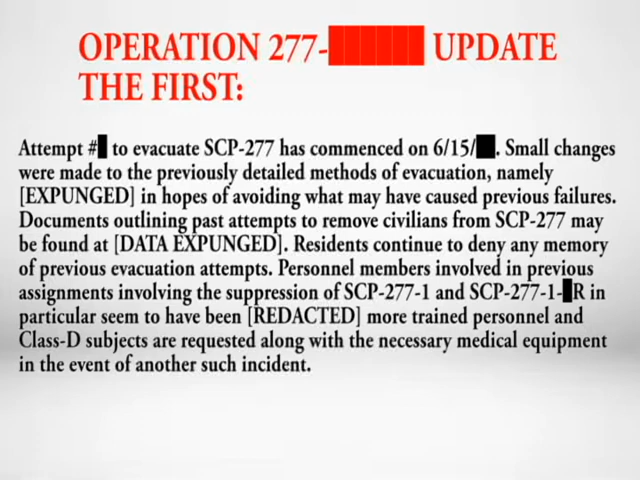 OPERATION 277-█████ UPDATE
THE FIRST:
Attempt #█ to evacuate SCP-277 has commenced on 6/15/██. Small changes
were made to the previously detailed methods of evacuation, namely
[EXPUNGED] in hopes of avoiding what may have caused previous failures.
Documents outlining past attempts to remove civilians from SCP-277 may
be found at [DATA EXPUNGED]. Residents continue to deny any memory
of previous evacuation attempts. Personnel members involved in previous
assignments involving the suppression of SCP-277-1 and SCP-277-1-█R in
particular seem to have been [REDACTED] more trained personnel and
Class-D subjects are requested along with the necessary medical equipment
in the event of another such incident.